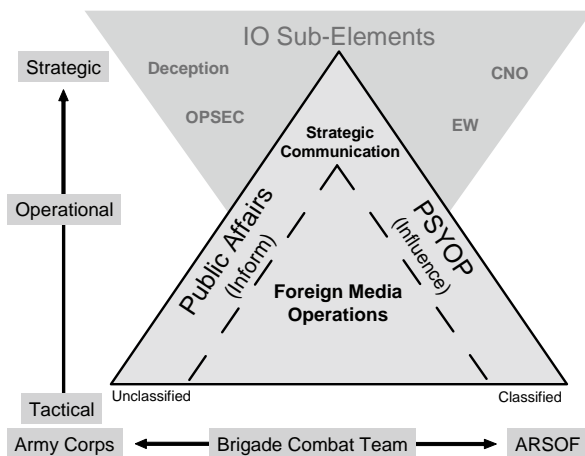 IO Sub-Elements
Strategic
Deception
CNO
OPSEC
EW
Strategic
Communication
Operational
Public Affairs
(Inform)
PSYOP
(Influence)
Foreign Media
Operations
Unclassified
Classified
Tactical
Army Corps
Brigade Combat Team
ARSOF